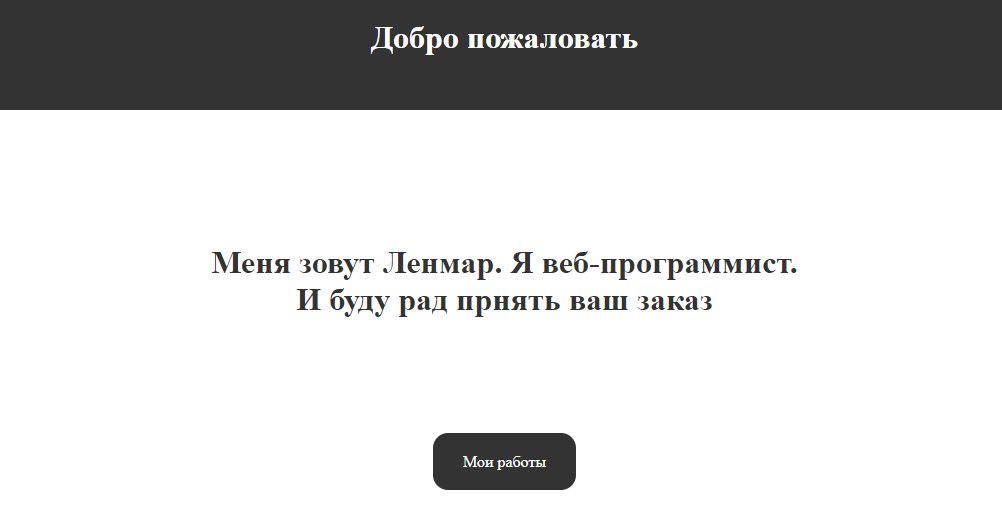 Добро пожаловать
Меня зовут Ленмар. Я веб-программист.
И буду рад прнять ваш заказ
Мои работы